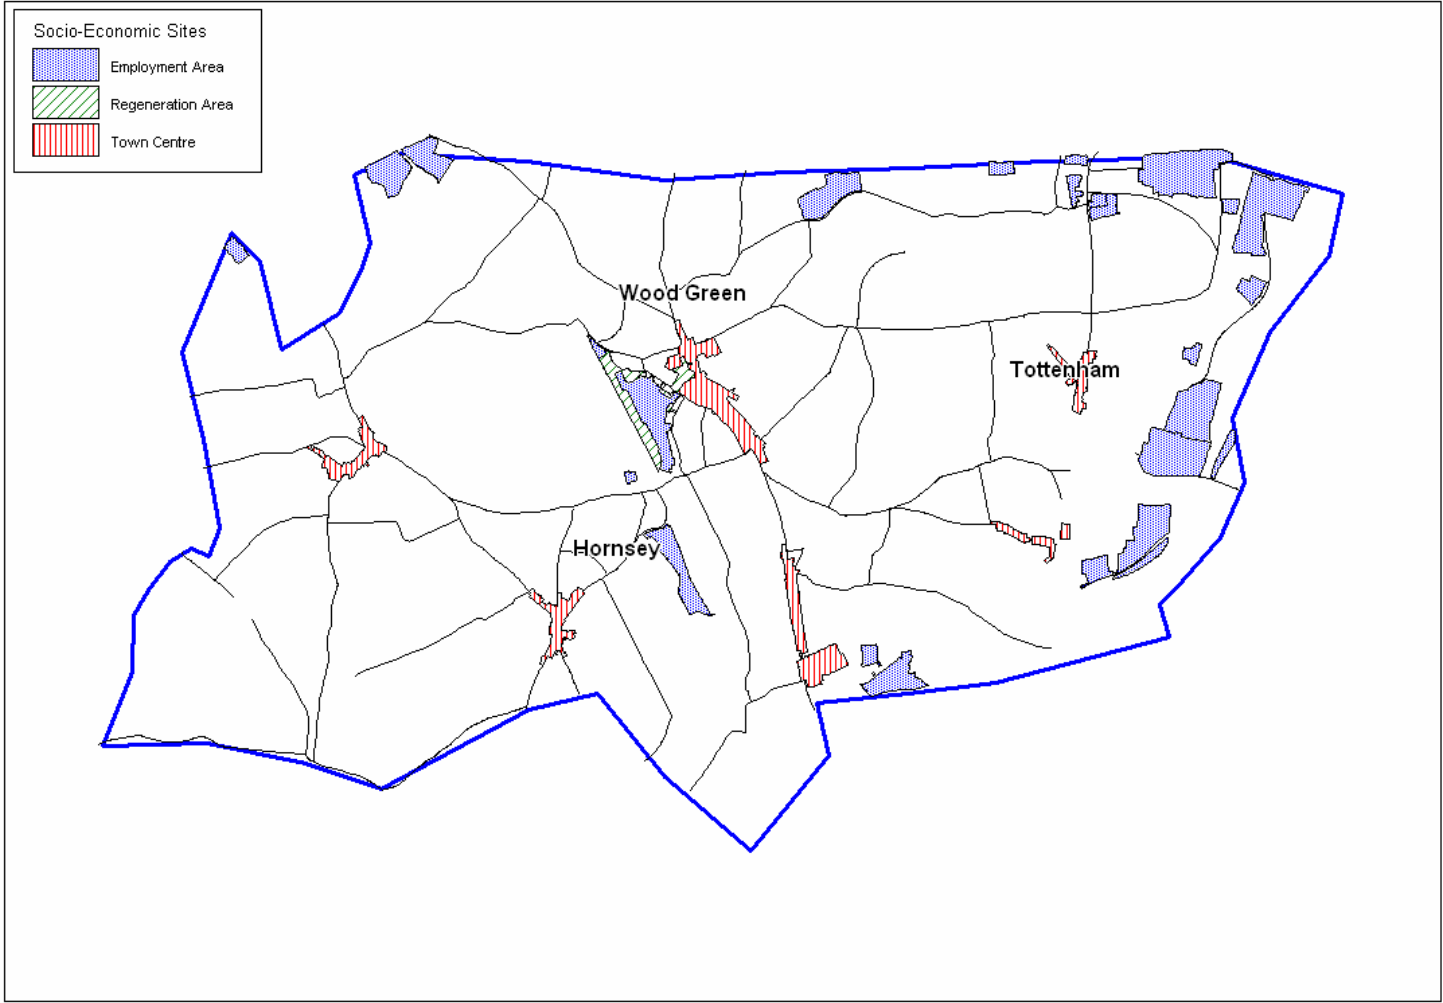 Socio-Economic Sites
Employment Area
Regeneration Area
Town Centre
Wood Green
Tottenham
Hornsey